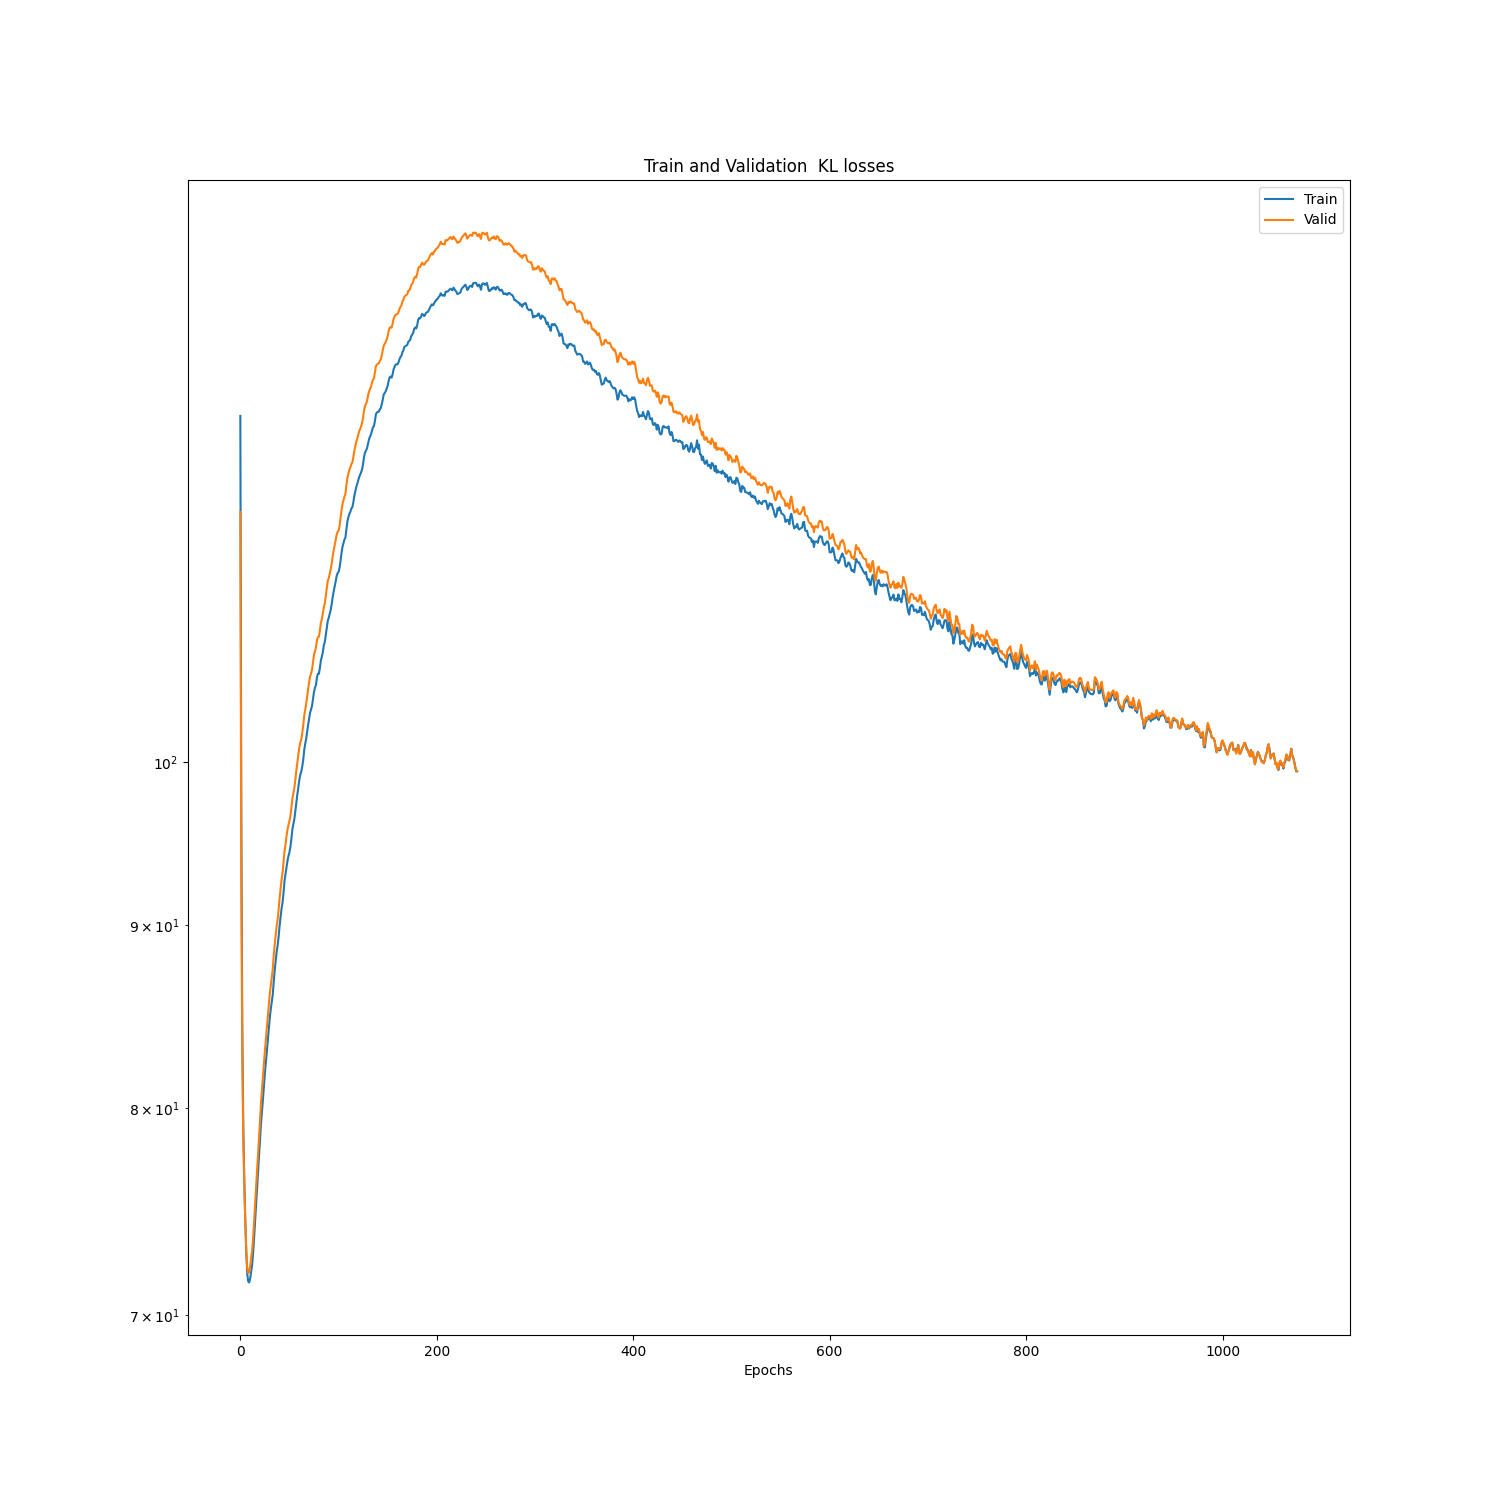 Train and Validation  KL losses
Train
Valid
10²
9 × 10¹
8 × 10¹
7 × 10¹
0 200 400 600 800 1000
Epochs